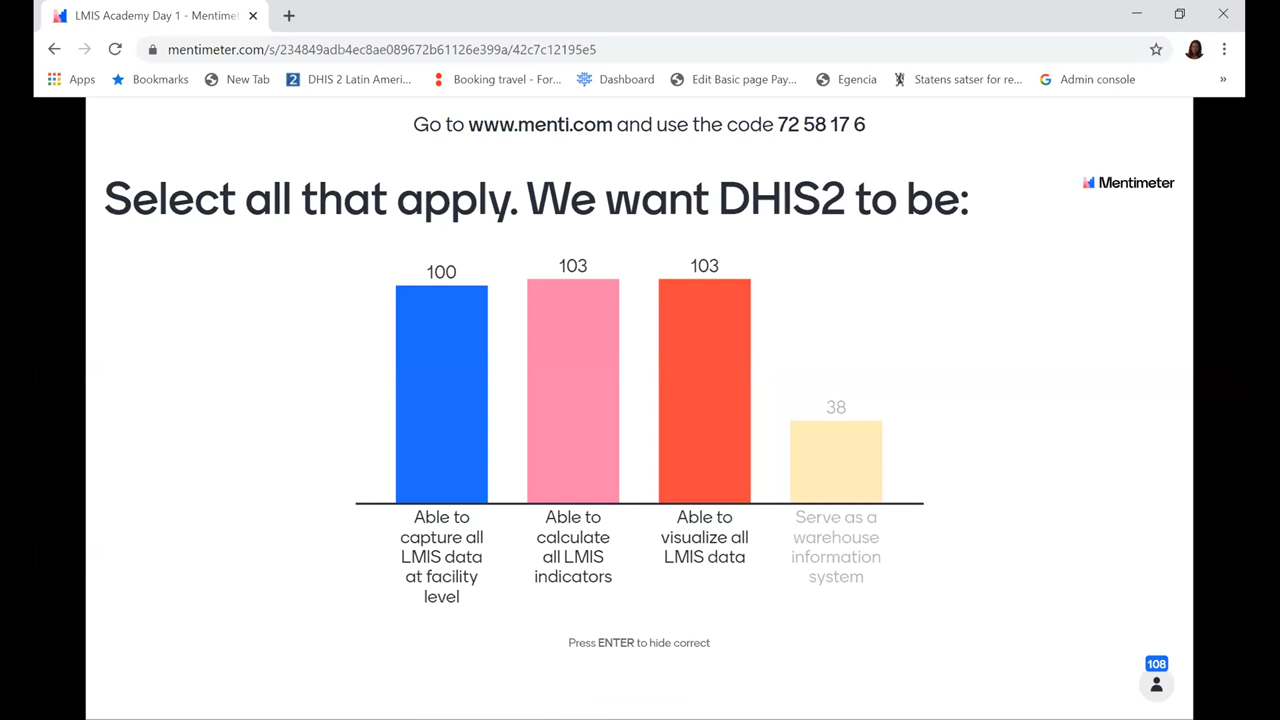 LMIS Academy Day 1 - Mentimet
mentimeter.com/s/234849adb4ec8ae089672b61126e399a/42c7c12195e5
Apps Bookmarks New Tab 2 DHIS 2 Latin Ameri... Booking travel - For... Dashboard Edit Basic page Pay... Egencia Statens satser for re... Admin console »
Go to www.menti.com and use the code 72 58 17 6
Mentimeter
Select all that apply. We want DHIS2 to be:
100 103 103 38
Able to capture all LMIS data at facility level
Able to calculate all LMIS indicators
Able to visualize all LMIS data
Serve as a warehouse information system
Press ENTER to hide correct
108